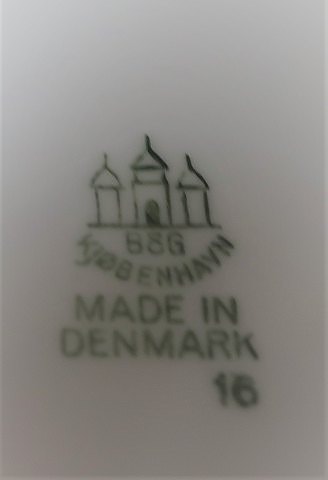 B&G
KJØBENHAVN
MADE IN
DENMARK
16